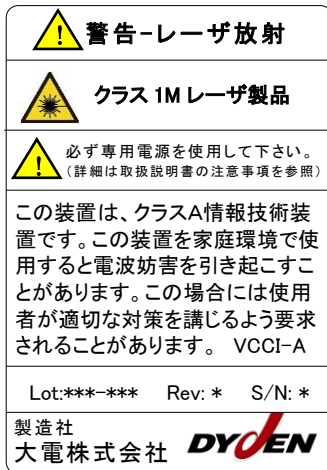 警告-レーザ放射
クラス 1M レーザ製品
必ず専用電源を使用して下さい。
(詳細は取扱説明書の注意事項を参照)
この装置は、クラスA情報技術装
置です。この装置を家庭環境で使
用すると電波妨害を引き起こすこ
とがあります。この場合には使用
者が適切な対策を講じるよう要求
されることがあります。 VCCI-A
Lot:***-*** Rev: * S/N: *
製造社
大電株式会社 DYDEN